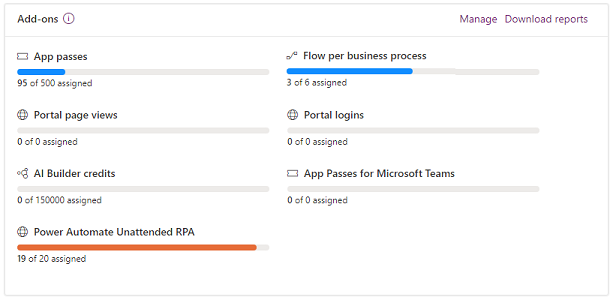 Add-ons
Manage Download reports
App passes
95 of 500 assigned
Flow per business process
3 of 6 assigned
Portal page views
0 of 0 assigned
Portal logins
0 of 0 assigned
AI Builder credits
0 of 150000 assigned
App Passes for Microsoft Teams
0 of 0 assigned
Power Automate Unattended RPA
19 of 20 assigned